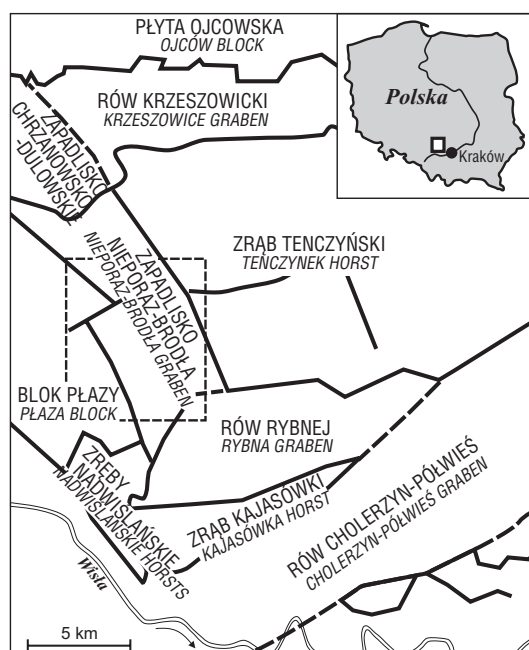 PŁYTA OJCOWSKA
OJCÓW BLOCK
RÓW KRZESZOWICKI
KRZESZOWICE GRABEN
Polska
Kraków
ZAPADLISKO
CHRZANOWSKO
-DULOWSKIE
ZAPADLISKO
NIEPORAZ-BRODŁA
NIEPORAZ-BRODŁA GRABEN
ZRĄB TENCZYŃSKI
TEŃCZYNEK HORST
BLOK PŁAZY
PŁAZA BLOCK
RÓW RYBNEJ
RYBNA GRABEN
ZRĘBY
NADWIŚLAŃSKIE
NADWIŚLAŃSKIE HORSTS
ZRĄB KAJASÓWKI
KAJASÓWKA HORST
RÓW CHOLERZYN-PÓŁWIEŚ
CHOLERZYN-PÓŁWIEŚ GRABEN
Wisła
5 km